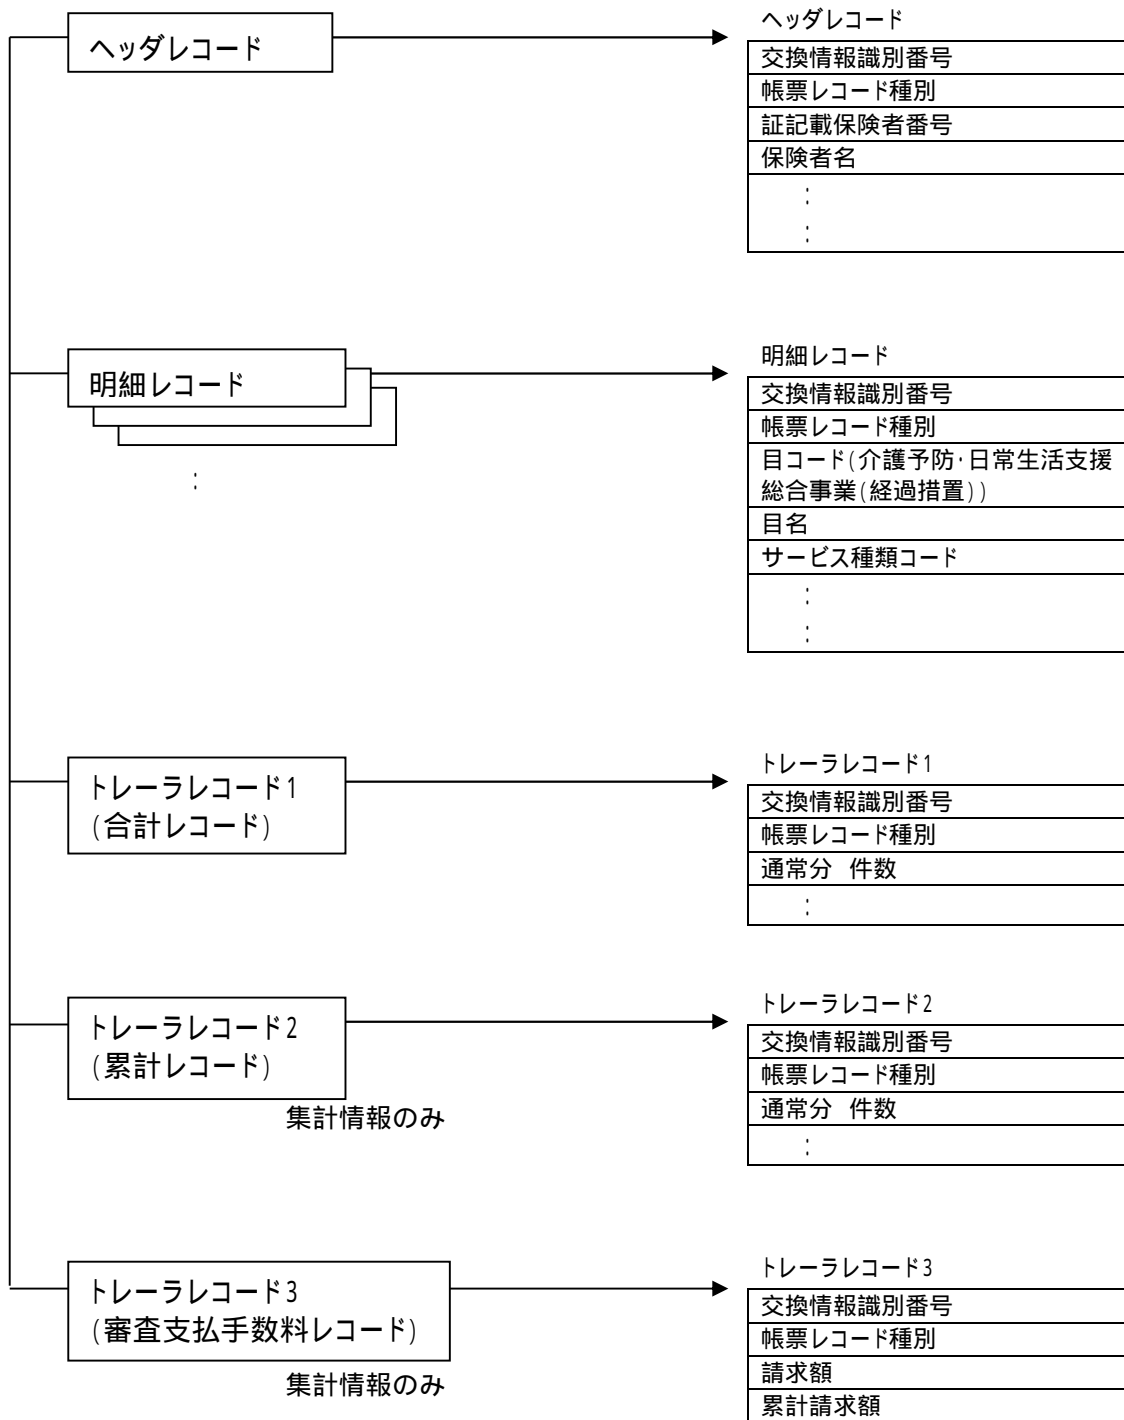 ヘッダレコード
ヘッダレコード
交換情報識別番号
帳票レコード種別
証記載保険者番号
保険者名
:
:
明細レコード
:
明細レコード
交換情報識別番号
帳票レコード種別
目コード(介護予防・日常生活支援
総合事業(経過措置))
目名
サービス種類コード
:
:
トレーラレコード1
(合計レコード)
トレーラレコード1
交換情報識別番号
帳票レコード種別
通常分 件数
:
トレーラレコード2
(累計レコード)
集計情報のみ
トレーラレコード2
交換情報識別番号
帳票レコード種別
通常分 件数
:
トレーラレコード3
(審査支払手数料レコード)
集計情報のみ
トレーラレコード3
交換情報識別番号
帳票レコード種別
請求額
累計請求額